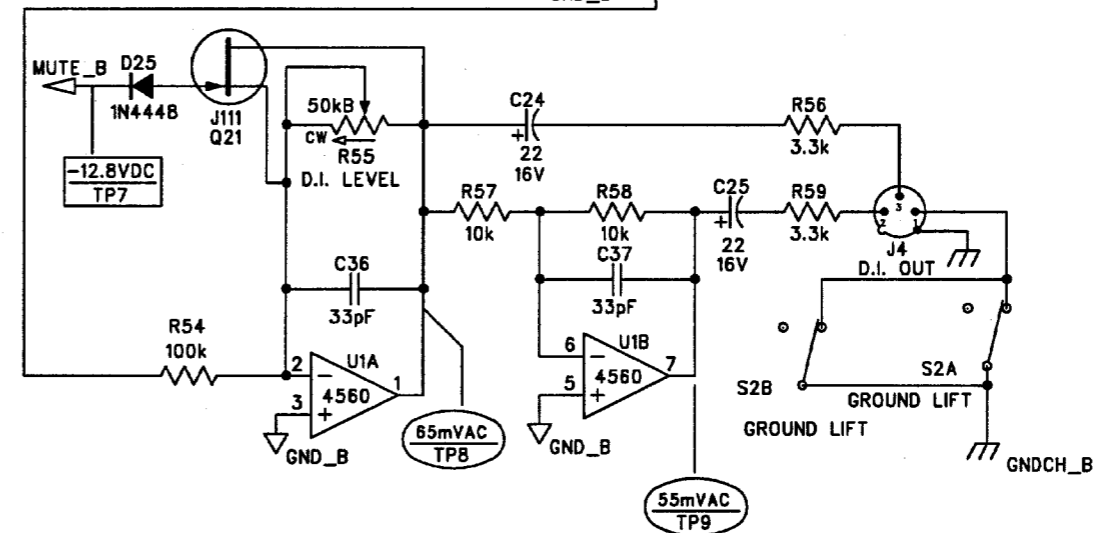 MUTE_B
D25
1N4448
J111
Q21
-12.8VDC
TP7
50kB
CW
R55
D.I. LEVEL
C24
+
22
16V
R56
3.3k
R57
10k
R58
10k
C25
+
22
16V
R59
3.3k
3
2
1
J4
D.I. OUT
C36
33pF
C37
33pF
R54
100k
2
-
U1A
1
4560
3
+
GND_B
65mVAC
TP8
6
-
U1B
7
4560
5
+
GND_B
55mVAC
TP9
S2B
GROUND LIFT
S2A
GROUND LIFT
GNDCH_B